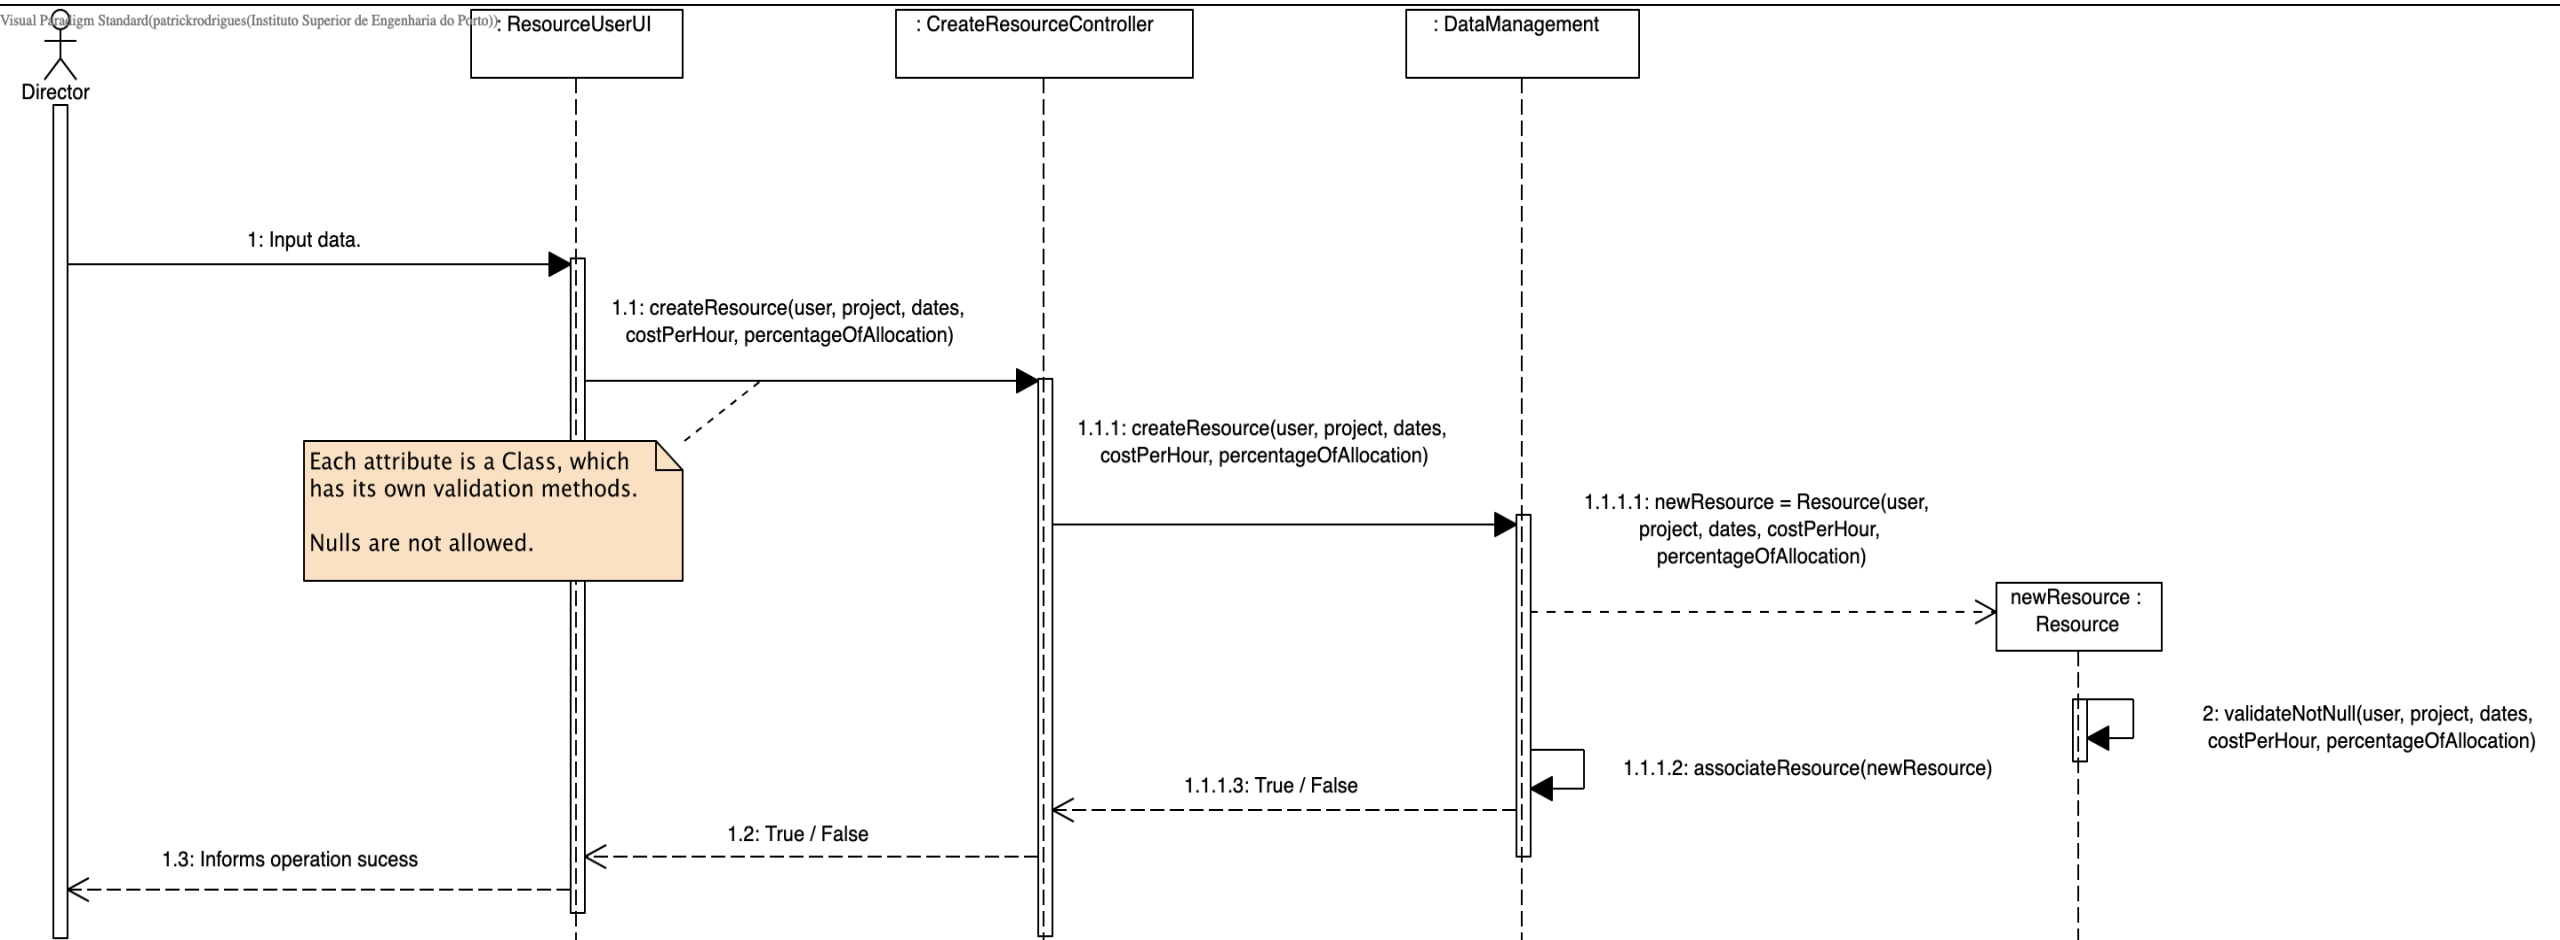 Visual Paradigm Standard(patrickrodrigues(Instituto Superior de Engenharia do Porto))
: ResourceUserUI
: CreateResourceController
: DataManagement
Director
1: Input data.
1.1: createResource(user, project, dates,
costPerHour, percentageOfAllocation)
Each attribute is a Class, which
has its own validation methods.
Nulls are not allowed.
1.1.1: createResource(user, project, dates,
costPerHour, percentageOfAllocation)
1.1.1.1: newResource = Resource(user,
project, dates, costPerHour,
percentageOfAllocation)
newResource :
Resource
2: validateNotNull(user, project, dates,
costPerHour, percentageOfAllocation)
1.1.1.2: associateResource(newResource)
1.1.1.3: True / False
1.2: True / False
1.3: Informs operation sucess